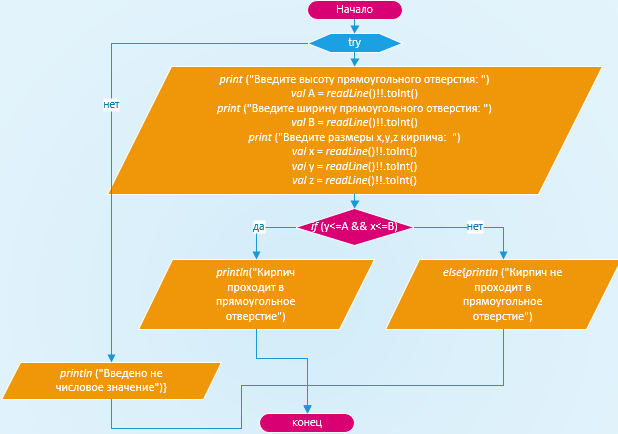 Начало
try
нет
print ("Введите высоту прямоугольного отверстия: ")
val A = readLine()!!.toInt()
print ("Введите ширину прямоугольного отверстия: ")
val B = readLine()!!.toInt()
print ("Введите размеры x,y,z кирпича:  ")
val x = readLine()!!.toInt()
val y = readLine()!!.toInt()
val z = readLine()!!.toInt()
да
if (y<=A && x<=B)
нет
println("Кирпич
проходит в
прямоугольное
отверстие")
else{println ("Кирпич не
проходит в
прямоугольное
отверстие")
println ("Введено не
числовое значение")}
конец